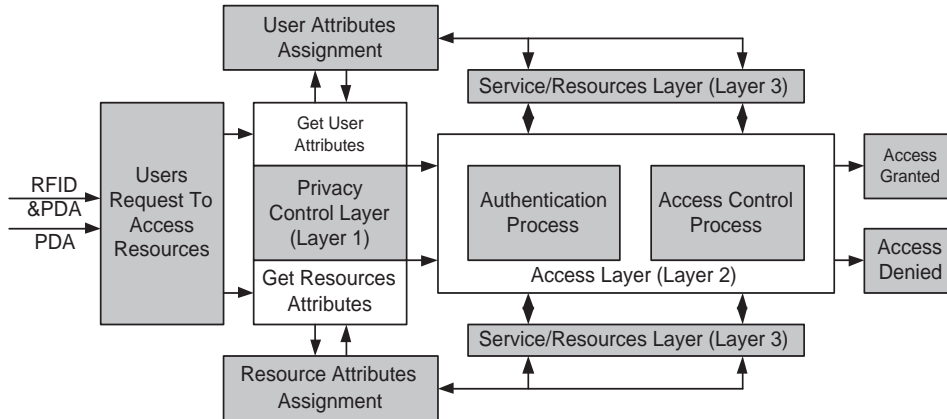 User Attributes
Assignment
Service/Resources Layer (Layer 3)
Get User
Attributes
RFID
&PDA
PDA
Users
Request To
Access
Resources
Privacy
Control Layer
(Layer 1)
Authentication
Process
Access Control
Process
Access
Granted
Access Layer (Layer 2)
Access
Denied
Get Resources
Attributes
Service/Resources Layer (Layer 3)
Resource Attributes
Assignment